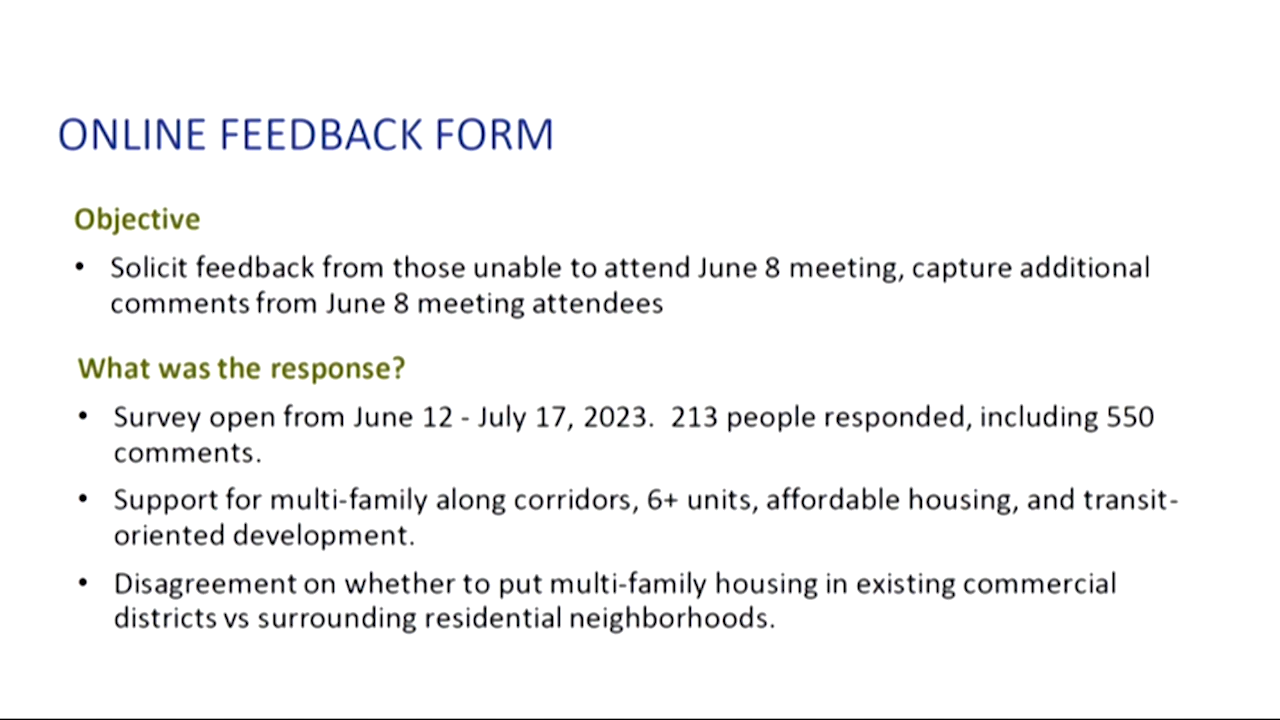 ONLINE FEEDBACK FORM
Objective
• Solicit feedback from those unable to attend June 8 meeting, capture additional
comments from June 8 meeting attendees
What was the response?
• Survey open from June 12 - July 17, 2023.  213 people responded, including 550
comments.
• Support for multi-family along corridors, 6+ units, affordable housing, and transit-
oriented development.
• Disagreement on whether to put multi-family housing in existing commercial
districts vs surrounding residential neighborhoods.